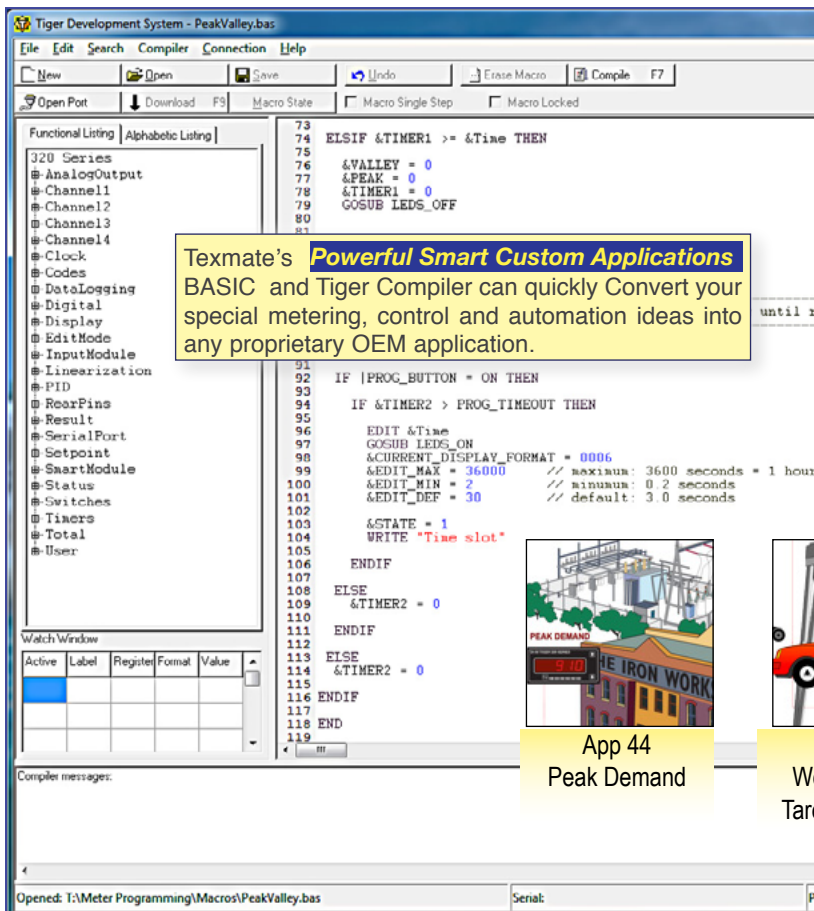 Tiger Development System - PeakValley.bas
File Edit Search Compiler Connection Help
New Open Save Undo Erase Macro Compile F7
Open Port Download F9 Macro State Macro Single Step Macro Locked
Functional Listing Alphabetic Listing
320 Series
AnalogOutput
Channel1
Channel2
Channel3
Channel4
Clock
Codes
DataLogging
Digital
Display
EditMode
InputModule
Linearization
PID
RearPins
Result
SerialPort
Setpoint
SmartModule
Status
Switches
Timers
Total
User
Watch Window
Active Label Register Format Value
73
74 ELSIF &TIMER1 >= &Time THEN
75
76 &VALLEY = 0
77 &PEAK = 0
78 &TIMER1 = 0
79 GOSUB LEDS_OFF
80
81
Texmate's Powerful Smart Custom Applications
BASIC and Tiger Compiler can quickly Convert your
special metering, control and automation ideas into
any proprietary OEM application.
until
91
92 IF |PROG_BUTTON = ON THEN
93
94 IF &TIMER2 > PROG_TIMEOUT THEN
95
96 EDIT &Time
97 GOSUB LEDS_ON
98 &CURRENT_DISPLAY_FORMAT = 0006
99 &EDIT_MAX = 36000 // maximum: 3600 seconds = 1 hour
100 &EDIT_MIN = 2 // minumum: 0.2 seconds
101 &EDIT_DEF = 30 // default: 3.0 seconds
102
103 &STATE = 1
104 WRITE "Time slot"
105
106 ENDIF
107
108 ELSE
109 &TIMER2 = 0
110
111 ENDIF
112
113 ELSE
114 &TIMER2 = 0
115
116 ENDIF
117
118 END
119
PEAK DEMAND
910
HE IRON WORK
App 44
Peak Demand
Compiler messages:
Opened: T:\Meter Programming\Macros\PeakValley.bas Serial: